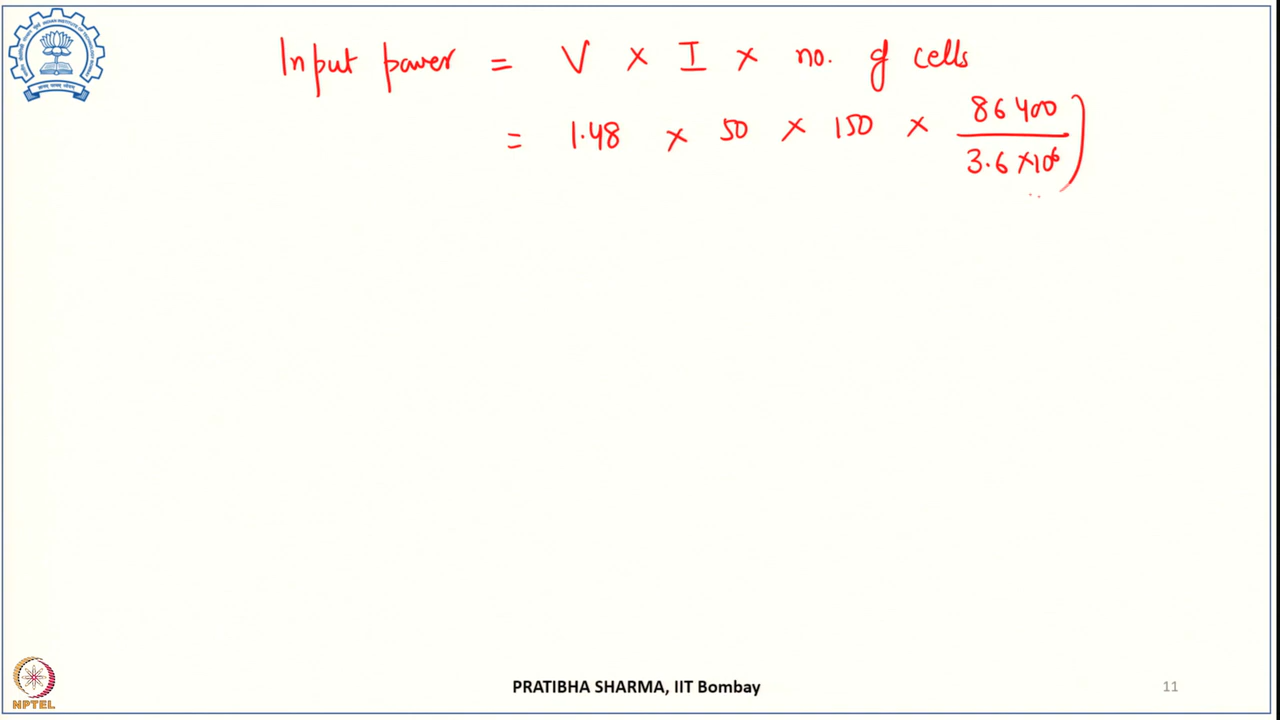 Input power = V × I × no. of cells
= 1.48 × 50 × 150 × 86400
3.6 × 10⁶ )
NPTEL
PRATIBHA SHARMA, IIT Bombay
11